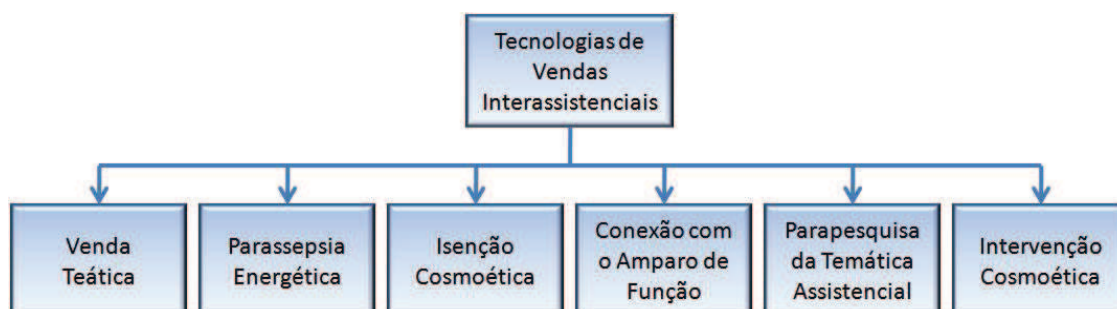 Tecnologias de
Vendas
Interassistenciais
Venda
Teática
Parassepsia
Energética
Isenção
Cosmoética
Conexão com
o Amparo de
Função
Parapesquisa
da Temática
Assistencial
Intervenção
Cosmoética